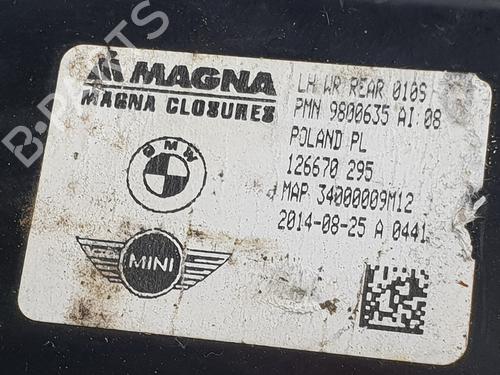 MAGNA
MAGNA CLOSURES
BMW
MINI
LH WR REAR 010S
PMN 9800635 AI:08
POLAND PL
126670 295
MAP 34000009M12
2014-08-25 A 0441
B-PARTS